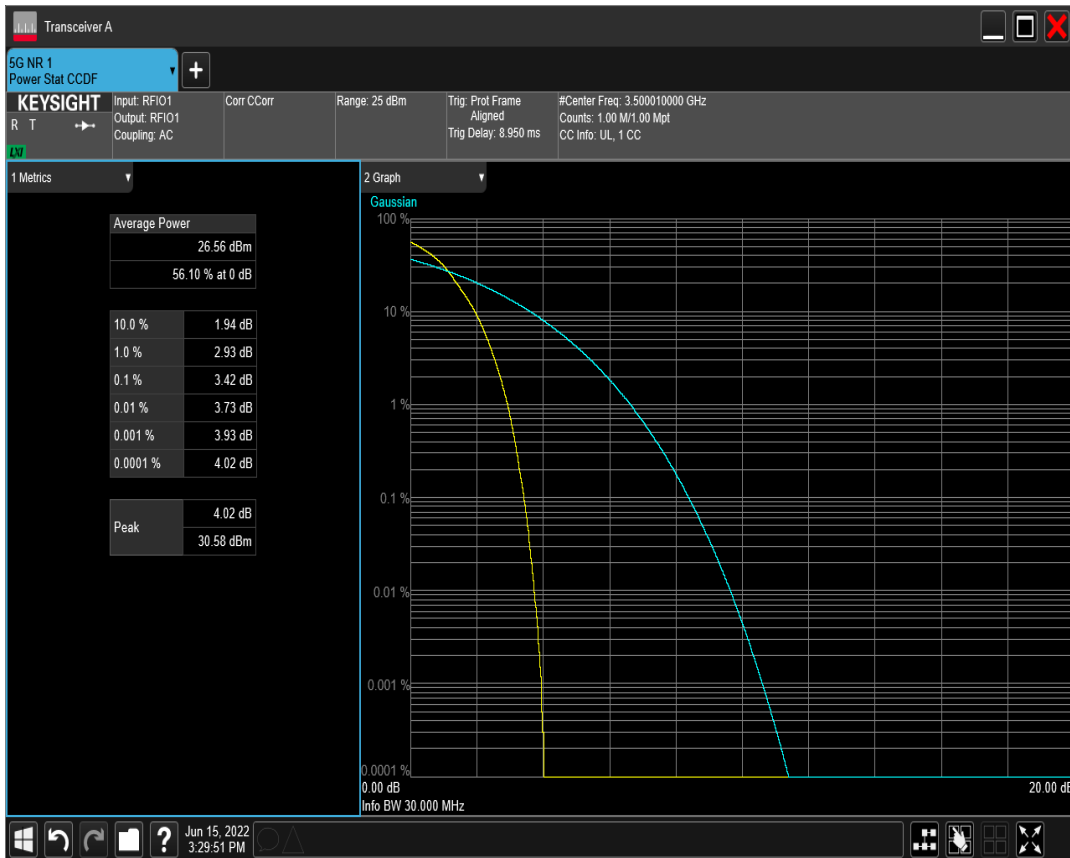 Transceiver A
5G NR 1
Power Stat CCDF
+
KEYSIGHT
R T
LXI
Input: RFIO1
Output: RFIO1
Coupling: AC
Corr CCorr
Range: 25 dBm
Trig: Prot Frame
Aligned
Trig Delay: 8.950 ms
#Center Freq: 3.500010000 GHz
Counts: 1.00 M/1.00 Mpt
CC Info: UL, 1 CC
1 Metrics
Average Power
26.56 dBm
56.10 % at 0 dB
10.0 % 1.94 dB
1.0 % 2.93 dB
0.1 % 3.42 dB
0.01 % 3.73 dB
0.001 % 3.93 dB
0.0001 % 4.02 dB
Peak
4.02 dB
30.58 dBm
2 Graph
Gaussian
100 %
10 %
1 %
0.1 %
0.01 %
0.001 %
0.0001 %
0.00 dB 20.00 dB
Info BW 30.000 MHz
?
Jun 15, 2022
3:29:51 PM